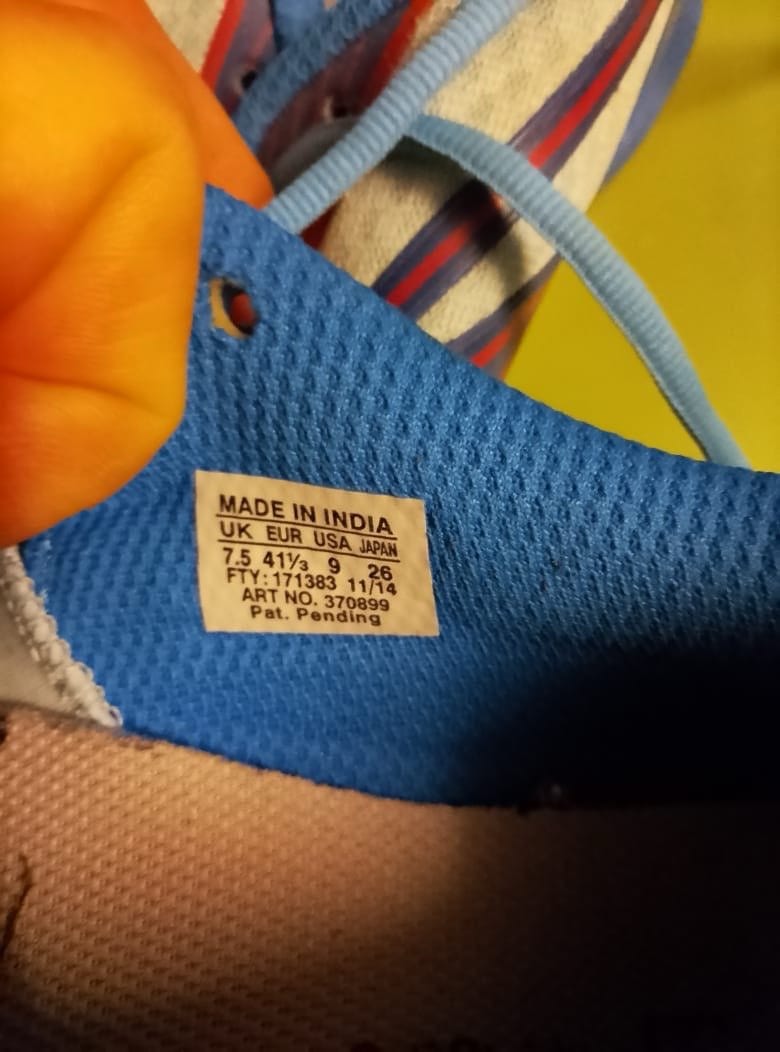 MADE IN INDIA
UK EUR USA JAPAN
7.5 41⅓ 9 26
FTY: 171383 11/14
ART NO. 370899
Pat. Pending